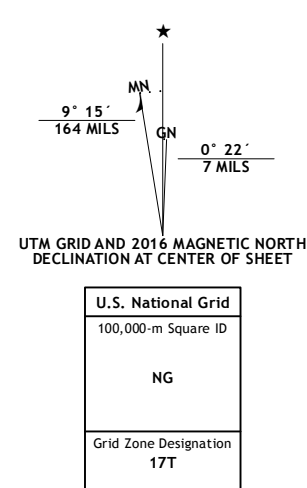 ★
MN
9° 15´
164 MILS
GN
0° 22´
7 MILS
UTM GRID AND 2016 MAGNETIC NORTH
DECLINATION AT CENTER OF SHEET
U.S. National Grid
100,000-m Square ID
NG
Grid Zone Designation
17T